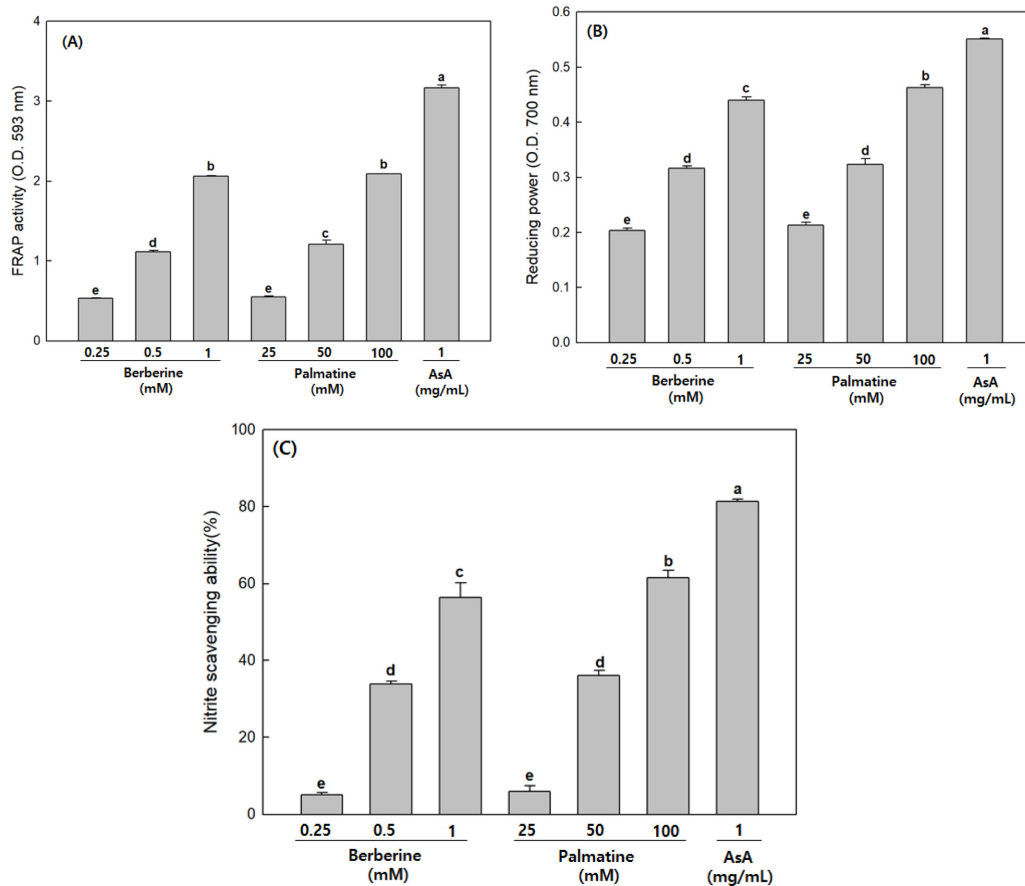 (A)
FRAP activity (O.D. 593 nm)
4
3
2
1
0
e
d
b
e
c
b
a
0.25 0.5 1 25 50 100 1
Berberine Palmatine AsA
(mM) (mM) (mg/mL)
(B)
Reducing power (O.D. 700 nm)
0.6
0.5
0.4
0.3
0.2
0.1
0.0
e
d
c
e
d
b
a
0.25 0.5 1 25 50 100 1
Berberine Palmatine AsA
(mM) (mM) (mg/mL)
(C)
Nitrite scavenging ability(%)
100
80
60
40
20
0
e
d
c
e
d
b
a
0.25 0.5 1 25 50 100 1
Berberine Palmatine AsA
(mM) (mM) (mg/mL)